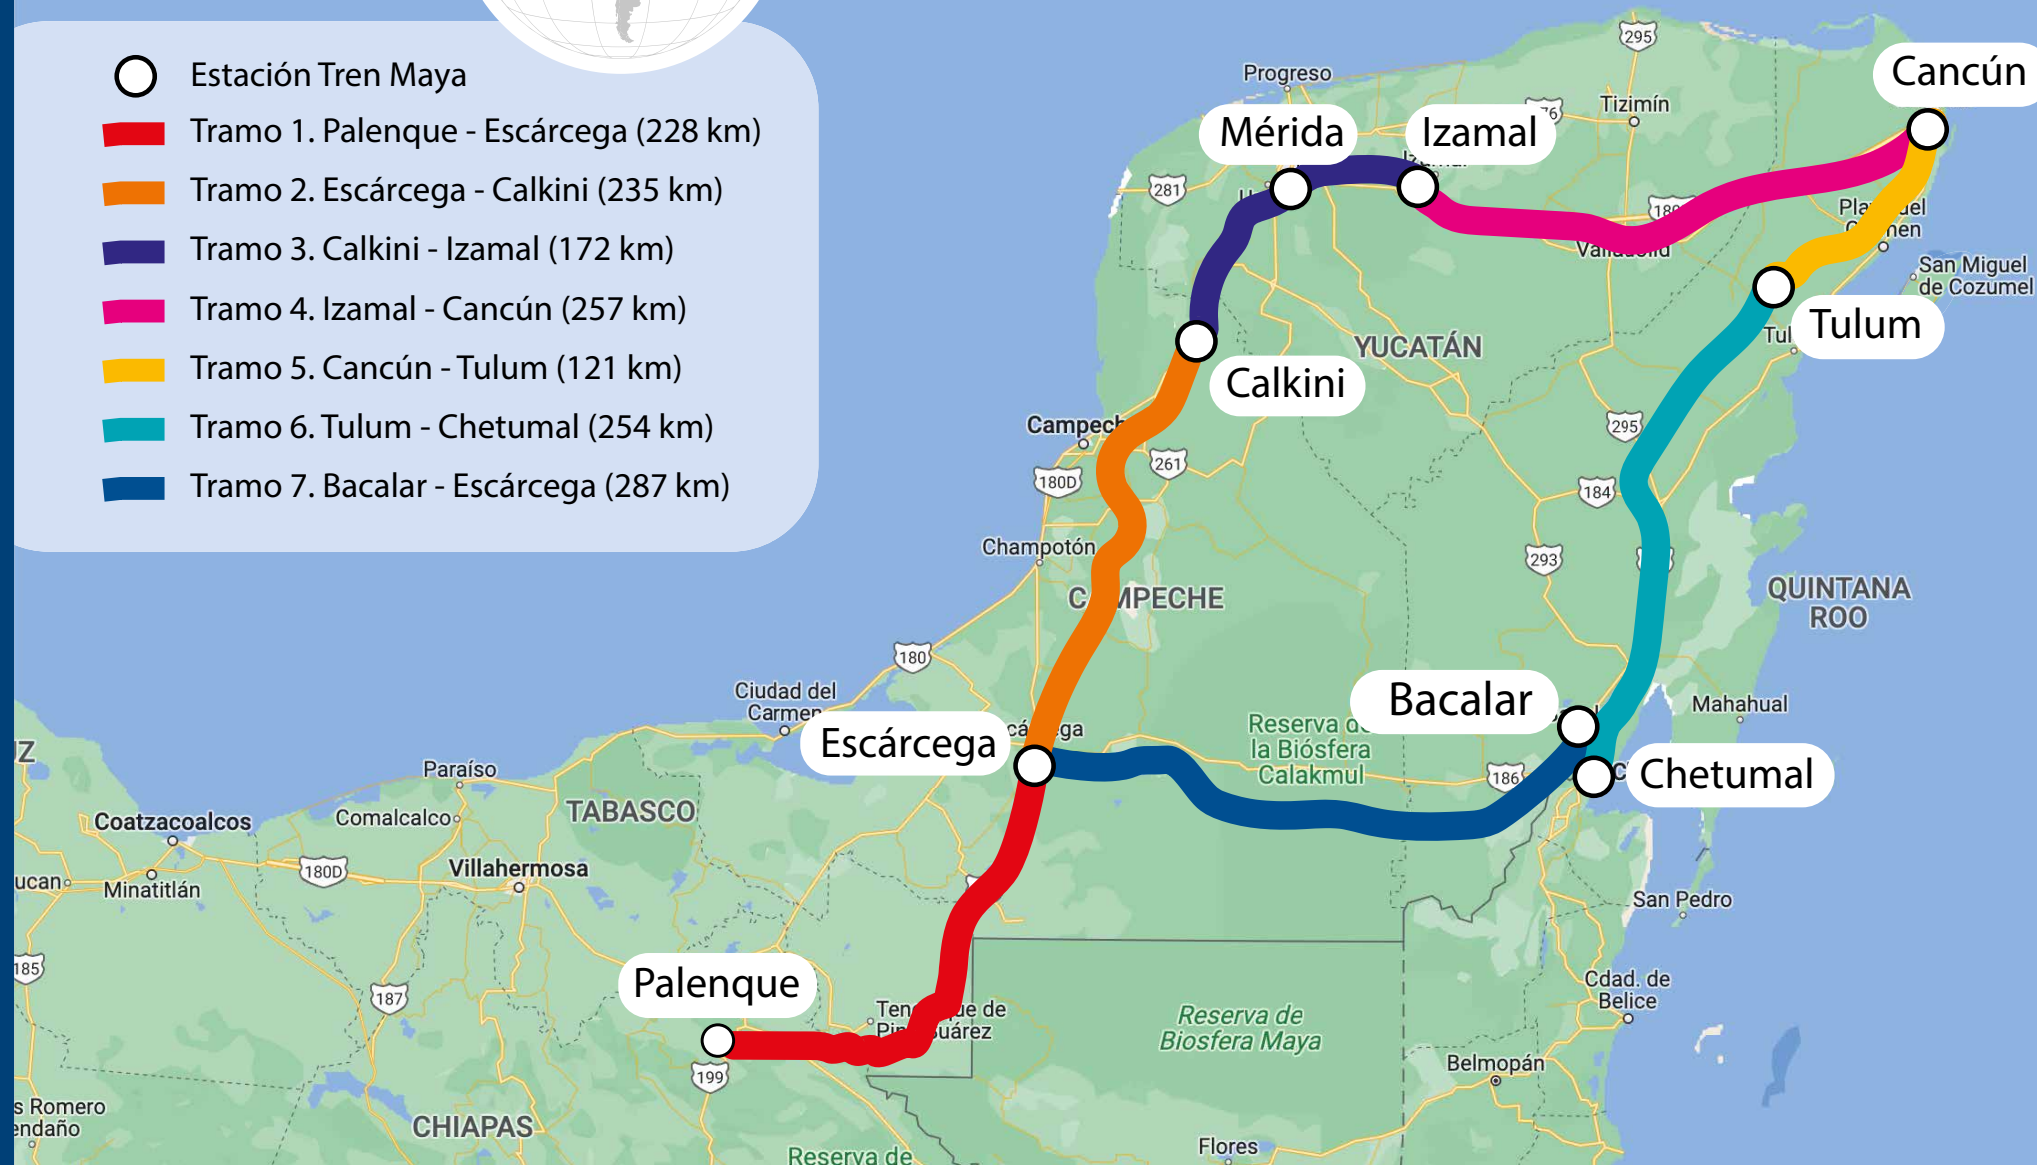 Estación Tren Maya
Tramo 1. Palenque - Escárcega (228 km)
Tramo 2. Escárcega - Calkini (235 km)
Tramo 3. Calkini - Izamal (172 km)
Tramo 4. Izamal - Cancún (257 km)
Tramo 5. Cancún - Tulum (121 km)
Tramo 6. Tulum - Chetumal (254 km)
Tramo 7. Bacalar - Escárcega (287 km)
295
Cancún
Progreso
Tizimín
Mérida
Izamal
281
San Miguel
de Cozumel
Tulum
YUCATÁN
Calkini
Campech
261
295
180D
184
Champotón
293
CAMPECHE
QUINTANA
ROO
180
Ciudad del
Carmen
Bacalar
Mahahual
Reserva de
la Biósfera
Calakmul
Escárcega
186
Chetumal
Paraíso
TABASCO
Coatzacoalcos
Comalcalco
Villahermosa
180D
ucan
Minatitlán
San Pedro
185
187
Palenque
Cdad. de
Belice
Reserva de
Biosfera Maya
199
Belmopán
s Romero
endaño
CHIAPAS
Flores
Reserva de